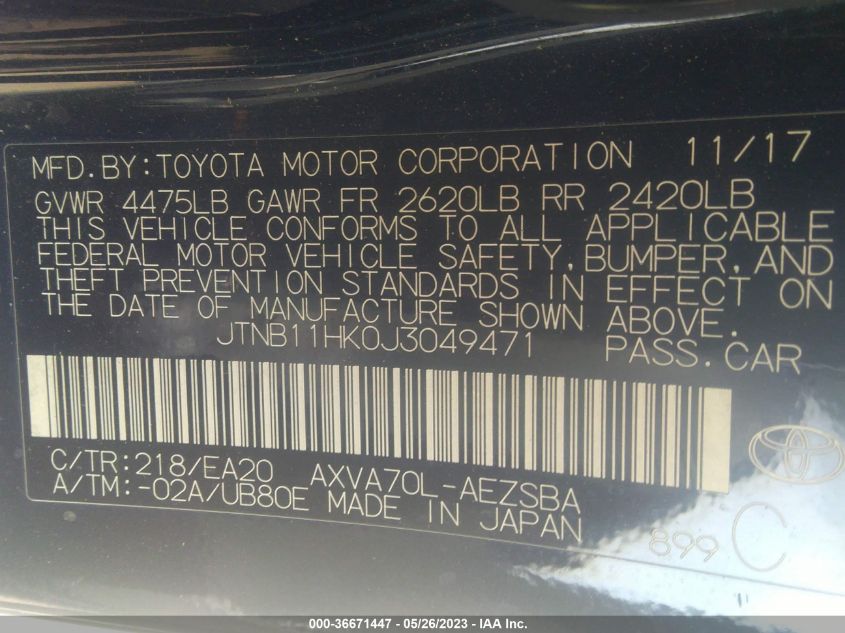 MFD.BY:TOYOTA MOTOR CORPORATION 11/17
GVWR 4475LB GAWR FR 2620LB RR 2420LB
THIS VEHICLE CONFORMS TO ALL APPLICABLE
FEDERAL MOTOR VEHICLE SAFETY,BUMPER,AND
THEFT PREVENTION STANDARDS IN EFFECT ON
THE DATE OF MANUFACTURE SHOWN ABOVE.
JTNB11HK0J3049471 PASS.CAR
C/TR:218/EA20 AXVA70L-AEZSBA
A/TM:-02A/UB80E MADE IN JAPAN
899 C
000-36671447 - 05/26/2023 - IAA Inc.